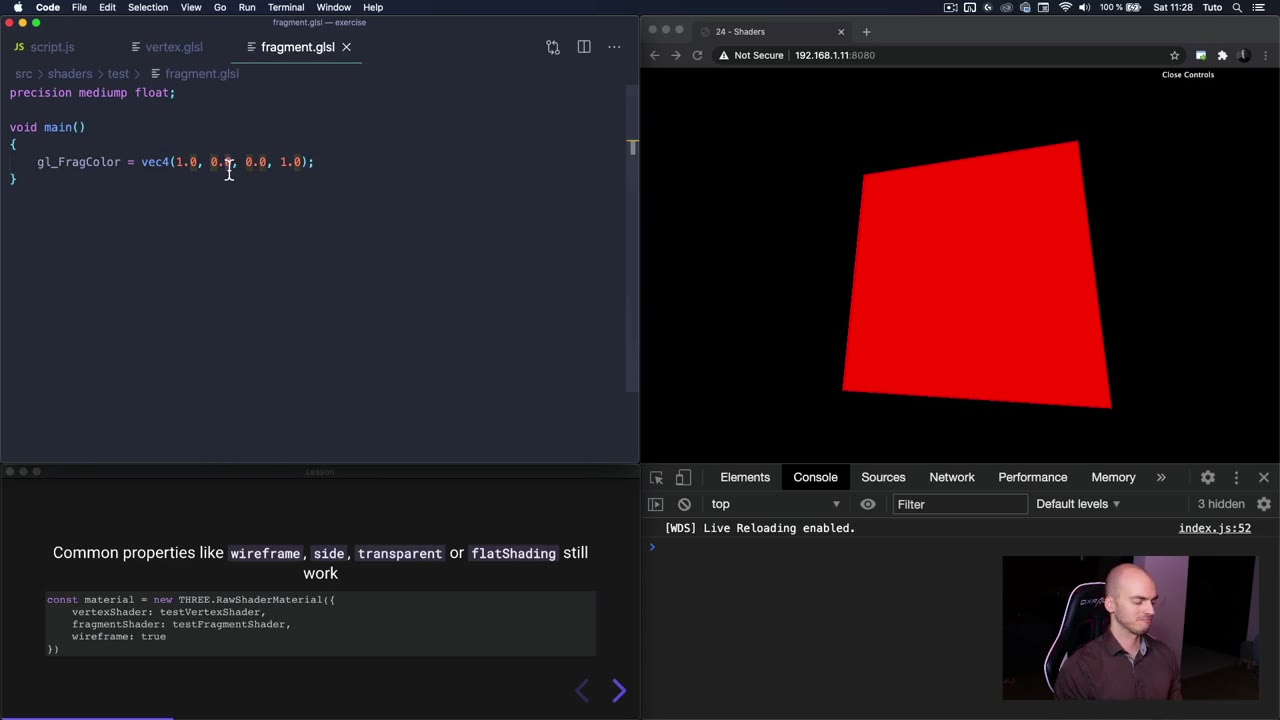 Code File Edit Selection View Go Run Terminal Window Help
100 % Sat 11:28 Tuto
fragment.glsl — exercise
JS script.js vertex.glsl fragment.glsl
src shaders test fragment.glsl
precision mediump float;
void main()
{
gl_FragColor = vec4(1.0, 0.0, 0.0, 1.0);
}
24 - Shaders
Not Secure 192.168.1.11:8080
Close Controls
Lesson
Common properties like wireframe, side, transparent or flatShading still
work
const material = new THREE.RawShaderMaterial({
vertexShader: testVertexShader,
fragmentShader: testFragmentShader,
wireframe: true
})
Elements Console Sources Network Performance Memory
top Filter Default levels 3 hidden
[WDS] Live Reloading enabled. index.js:52